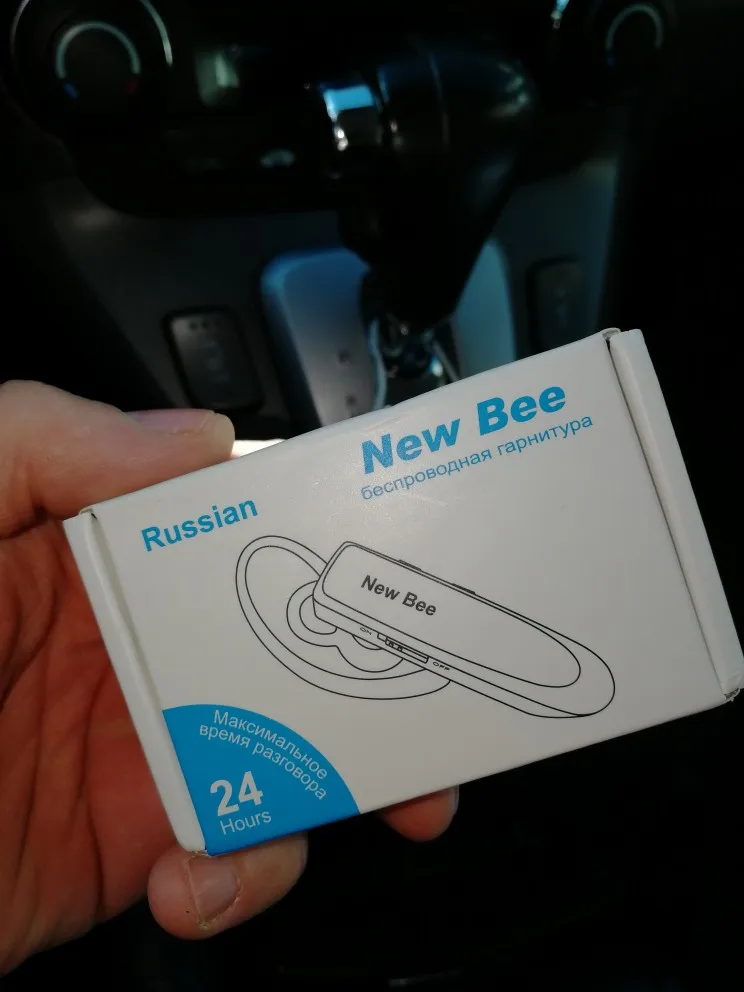 New Bee
беспроводная гарнитура
Russian
New Bee
ON
OFF
Максимальное
время разговора
24
Hours